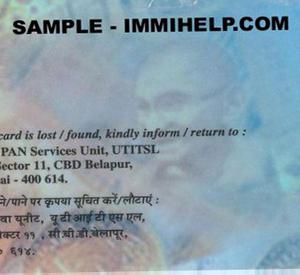 SAMPLE - IMMIHELP.COM
card is lost / found, kindly inform / return to :
PAN Services Unit, UTITSL
Sector 11, CBD Belapur,
ai - 400 614.
ने/पाने पर कृपया सूचित करें/लौटाएं :
वा यूनीट, यू टी आई टी एस एल,
क्टर ११ , सी.बी.डी.बेलापूर,
६१४.